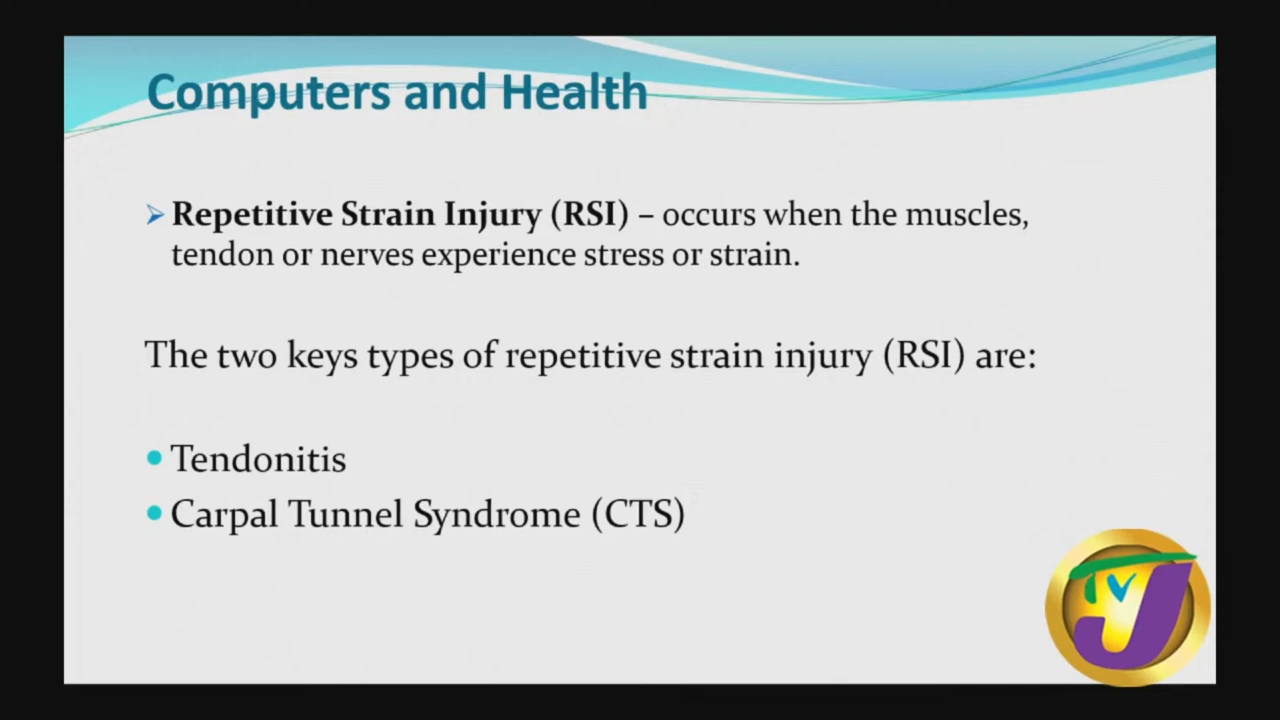 Computers and Health
➢ Repetitive Strain Injury (RSI) – occurs when the muscles,
tendon or nerves experience stress or strain.
The two keys types of repetitive strain injury (RSI) are:
• Tendonitis
• Carpal Tunnel Syndrome (CTS)
TVJ